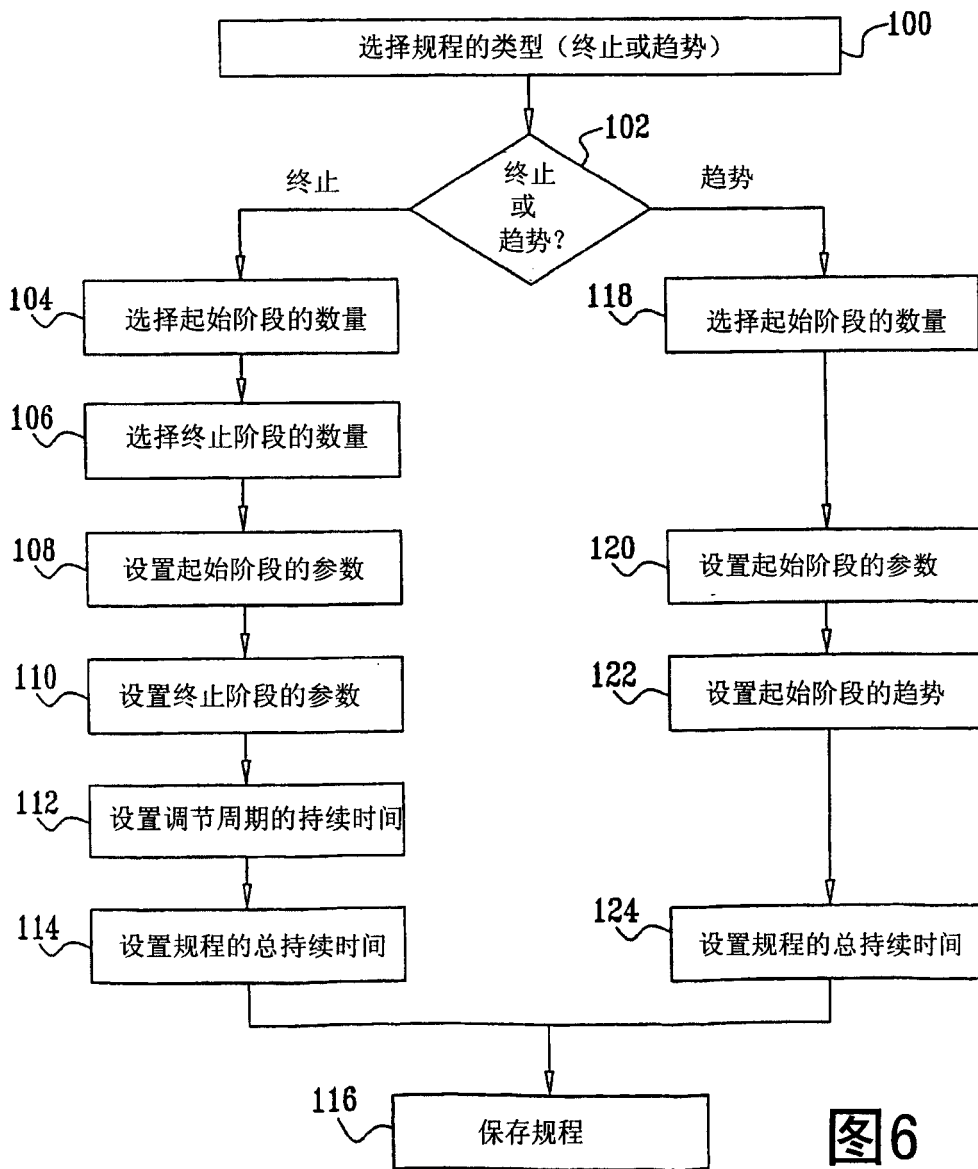 选择规程的类型（终止或趋势）
100
102
终止
或
趋势?
终止
趋势
104
选择起始阶段的数量
118
选择起始阶段的数量
106
选择终止阶段的数量
108
设置起始阶段的参数
120
设置起始阶段的参数
110
设置终止阶段的参数
122
设置起始阶段的趋势
112
设置调节周期的持续时间
114
设置规程的总持续时间
124
设置规程的总持续时间
116
保存规程
图6